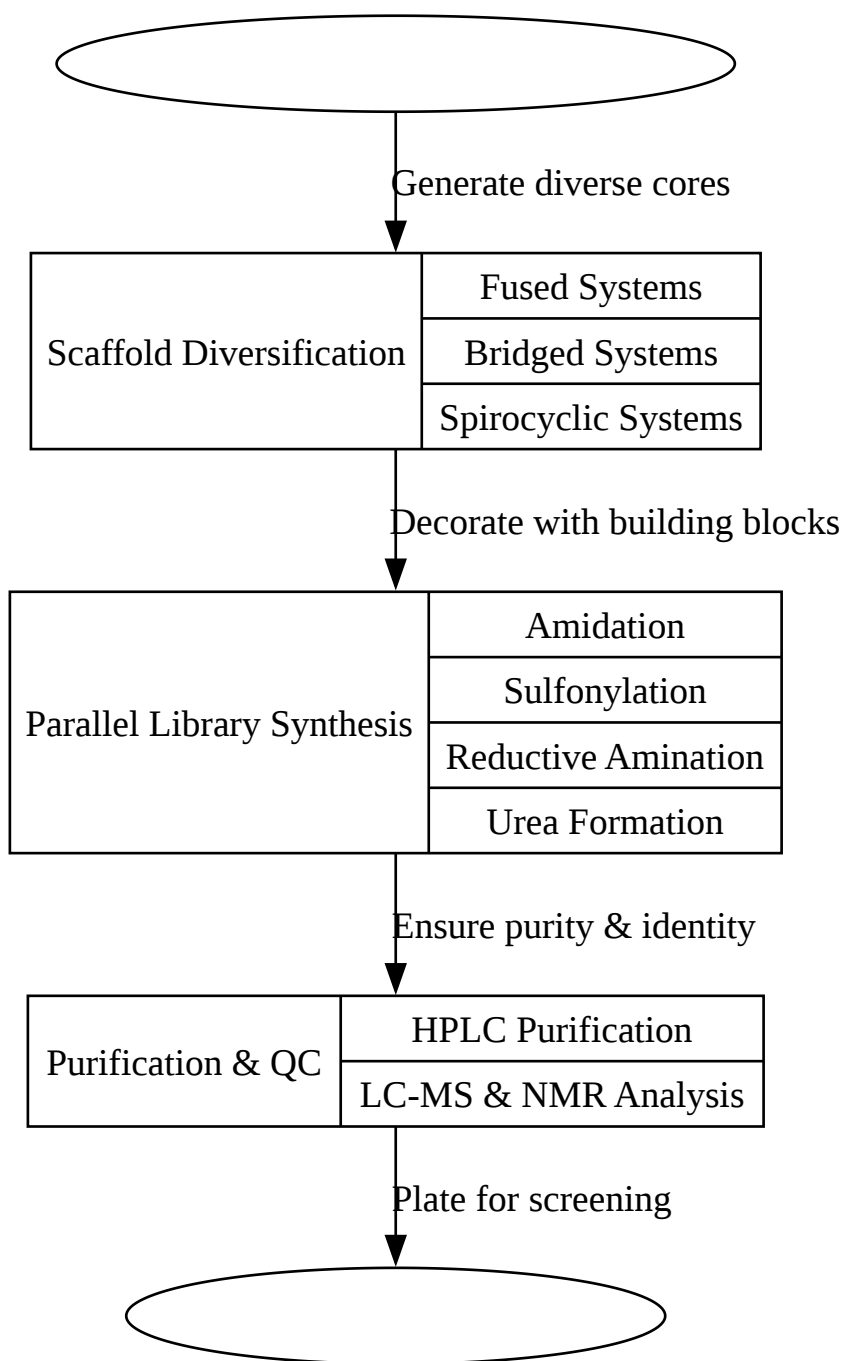 Generate diverse cores
Scaffold Diversification
Fused Systems
Bridged Systems
Spirocyclic Systems
Decorate with building blocks
Parallel Library Synthesis
Amidation
Sulfonylation
Reductive Amination
Urea Formation
Ensure purity & identity
Purification & QC
HPLC Purification
LC-MS & NMR Analysis
Plate for screening